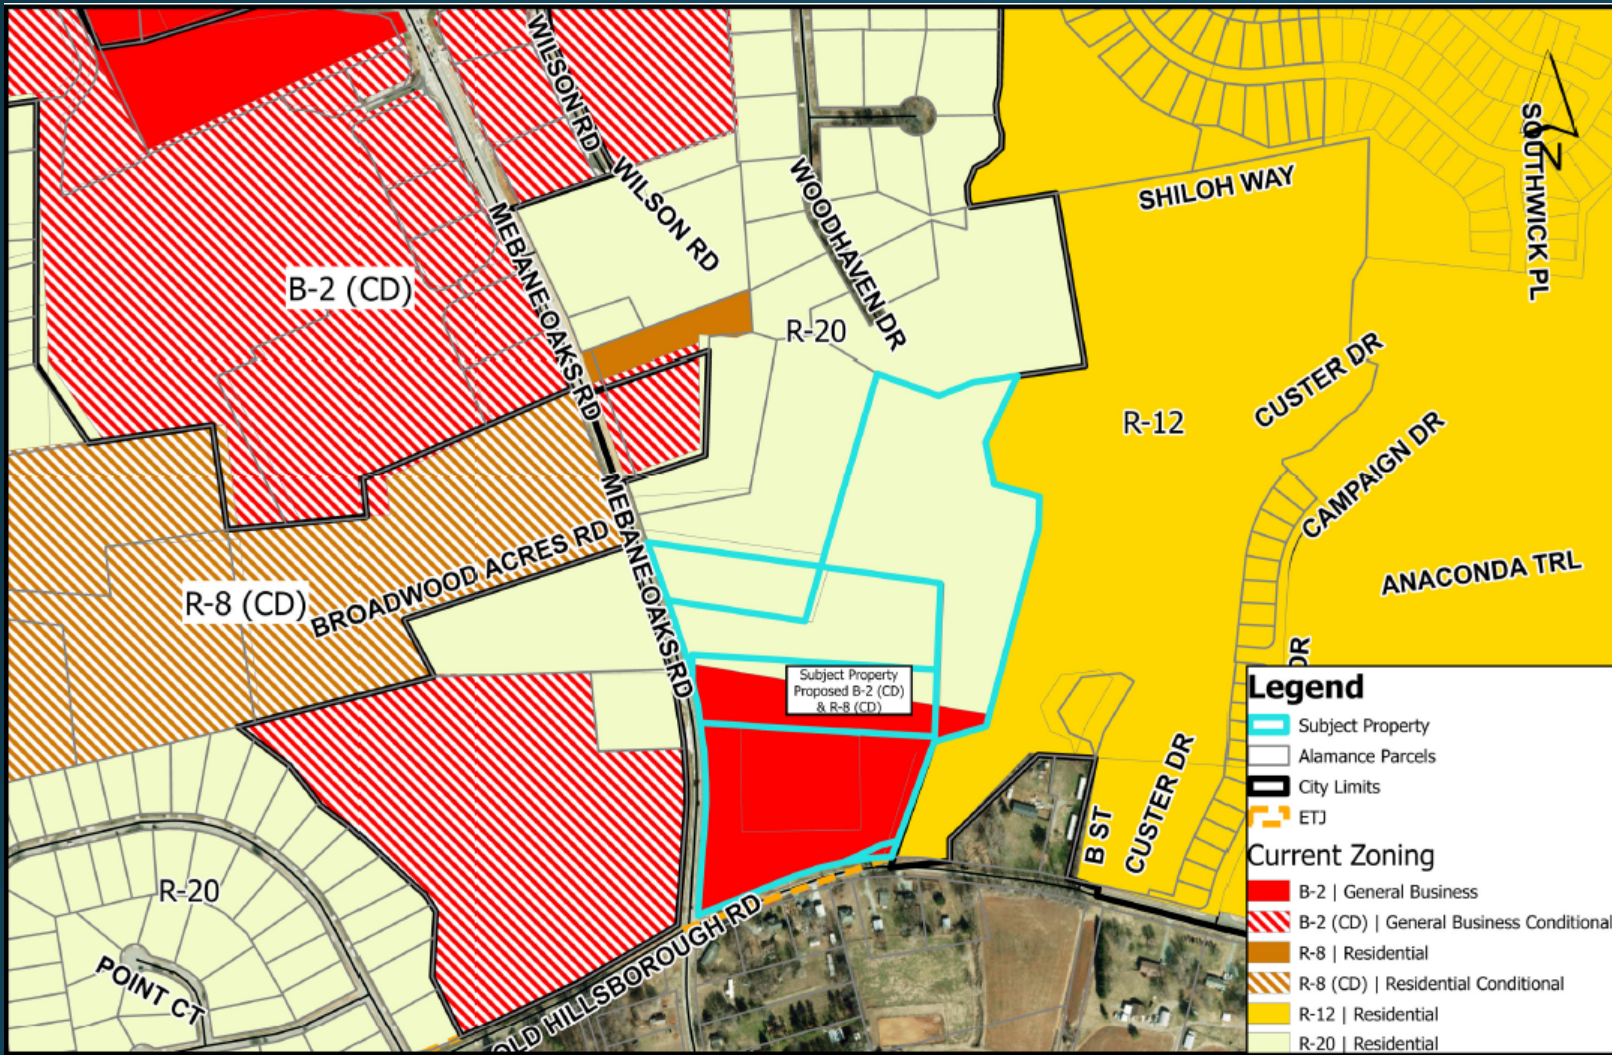 WILSON RD
WILSON RD
WOODHAVEN DR
SHILOH WAY
SOUTHWICK PL
N
MEBANE OAKS RD
B-2 (CD)
R-20
CUSTER DR
R-12
CAMPAIGN DR
MEBANE OAKS RD
BROADWOOD ACRES RD
ANACONDA TRL
R-8 (CD)
DR
Subject Property
Proposed B-2 (CD)
& R-8 (CD)
CUSTER DR
B ST
R-20
POINT CT
OLD HILLSBOROUGH RD
Legend
Subject Property
Alamance Parcels
City Limits
ETJ
Current Zoning
B-2 | General Business
B-2 (CD) | General Business Conditional
R-8 | Residential
R-8 (CD) | Residential Conditional
R-12 | Residential
R-20 | Residential